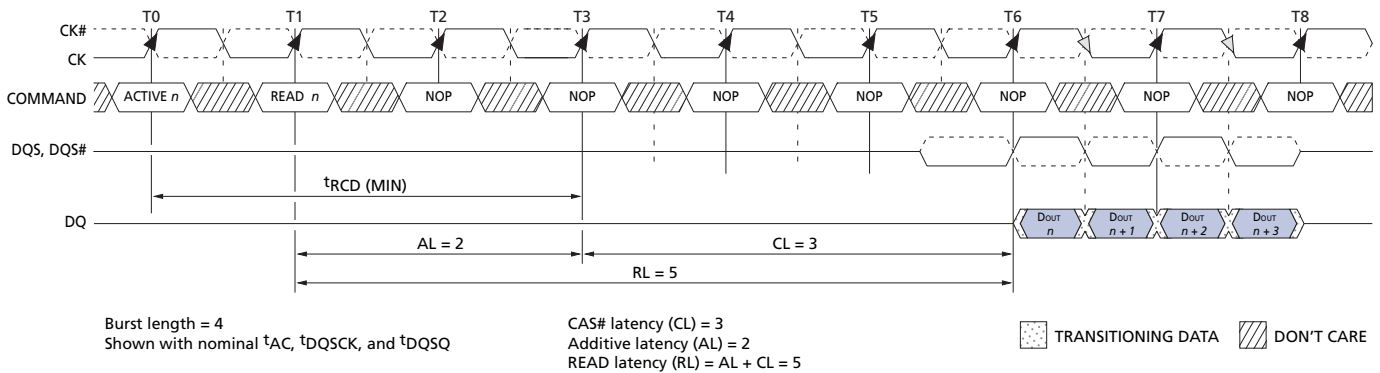 T0 T1 T2 T3 T4 T5 T6 T7 T8
CK#
CK
COMMAND ACTIVE n READ n NOP NOP NOP NOP NOP NOP NOP
DQS, DQS#
tRCD (MIN)
DQ DOUT n DOUT n + 1 DOUT n + 2 DOUT n + 3
AL = 2 CL = 3
RL = 5
Burst length = 4
Shown with nominal tAC, tDQSCK, and tDQSQ
CAS# latency (CL) = 3
Additive latency (AL) = 2
READ latency (RL) = AL + CL = 5
TRANSITIONING DATA DON'T CARE